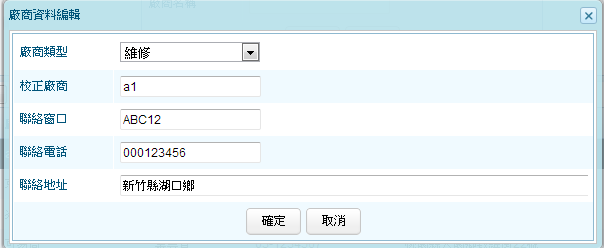 廠商資料編輯
廠商類型 維修
校正廠商 a1
聯絡窗口 ABC12
聯絡電話 000123456
聯絡地址 新竹縣湖口鄉
確定 取消